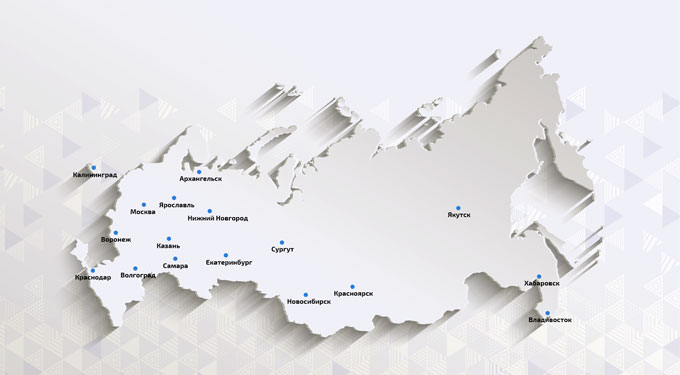 Калининград
Архангельск
Ярославль
Москва
Нижний Новгород
Якутск
Воронеж
Казань
Сургут
Самара
Екатеринбург
Волгоград
Краснодар
Хабаровск
Красноярск
Новосибирск
Владивосток